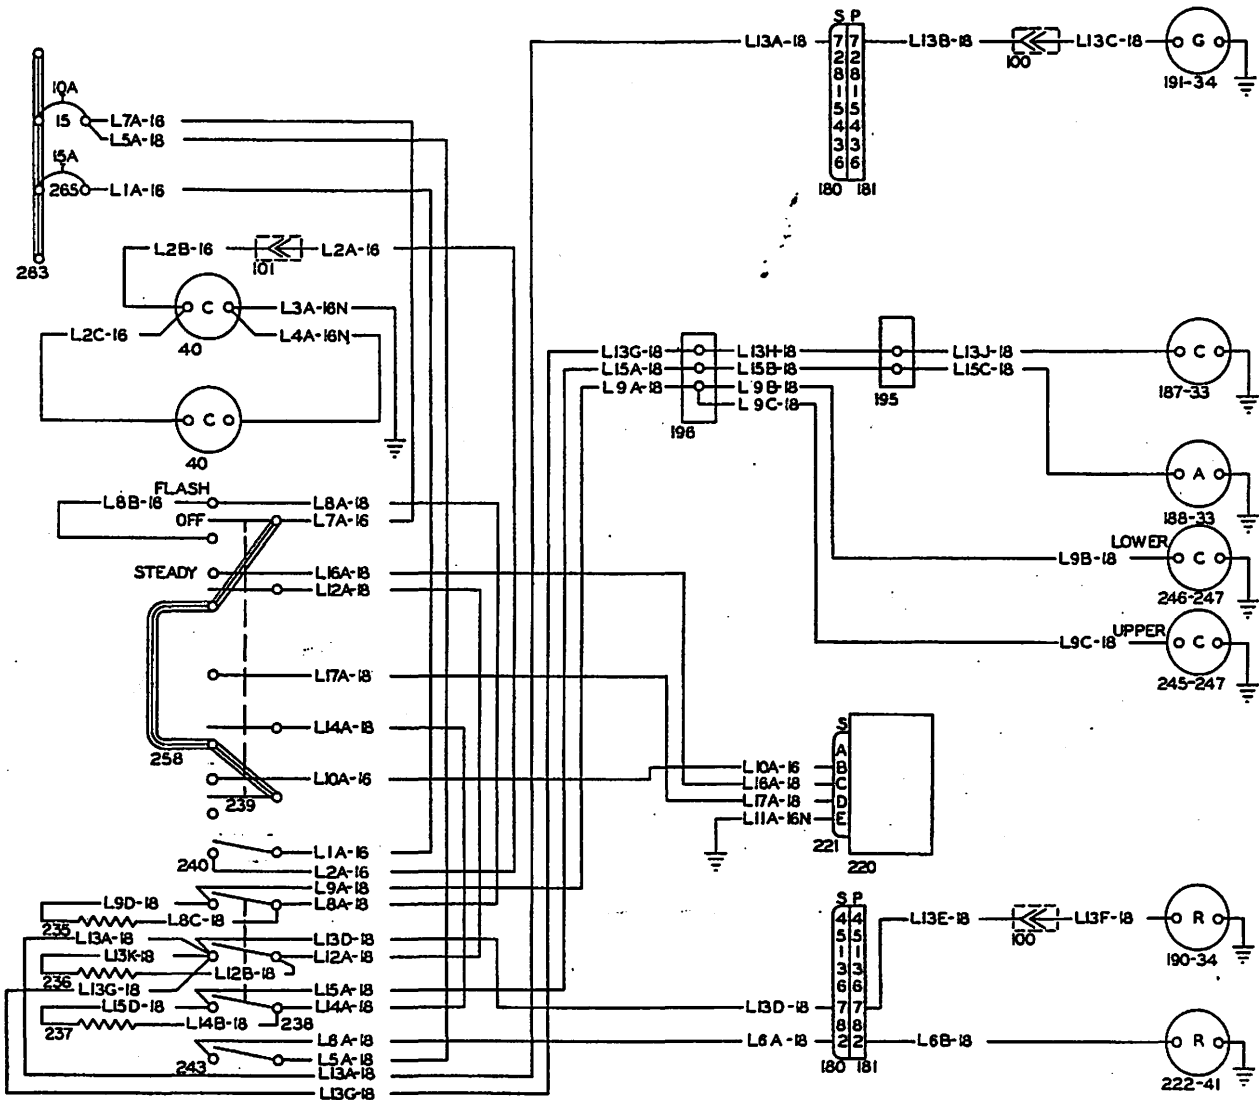 S P
L13A-18 7 7 L13B-18 L13C-18 G
2 2
8 8
1 1
5 5
4 4
3 3
6 6
100
191-34
180 181
10A
15 L7A-16
L5A-18
15A
265 L1A-16
263
L2B-16 L2A-16
101
C L3A-16N
L2C-16 L4A-16N
40
C
40
L13G-18 L13H-18 L13J-18 C
L15A-18 L15B-18 L15C-18
L9A-18 L9B-18
L9C-18
195
196
187-33
A
188-33
FLASH
L8B-18 L8A-18
OFF L7A-16
STEADY L16A-18
L12A-18
LOWER
L9B-18 C
246-247
UPPER
L9C-18 C
245-247
L17A-18
L14A-18
258
L10A-16
239
S
A
L10A-16 B
L16A-18 C
L17A-18 D
L11A-16N E
221 220
L1A-16
240
L2A-16
L9A-18
L9D-18 L8A-18
L8C-18
235
L13A-18 L13D-18
L13K-18 L12A-18
L12B-18
236
L13G-18 L15A-18
L15D-18 L14A-18
L14B-18 238
237
L6A-18
243 L5A-18
L13A-18
L13G-18
S P
4 4 L13E-18 L13F-18 R
5 5
1 1
3 3
6 6
100
190-34
L13D-18 7 7
8 8
L6A-18 2 2 L6B-18 R
180 181
222-41